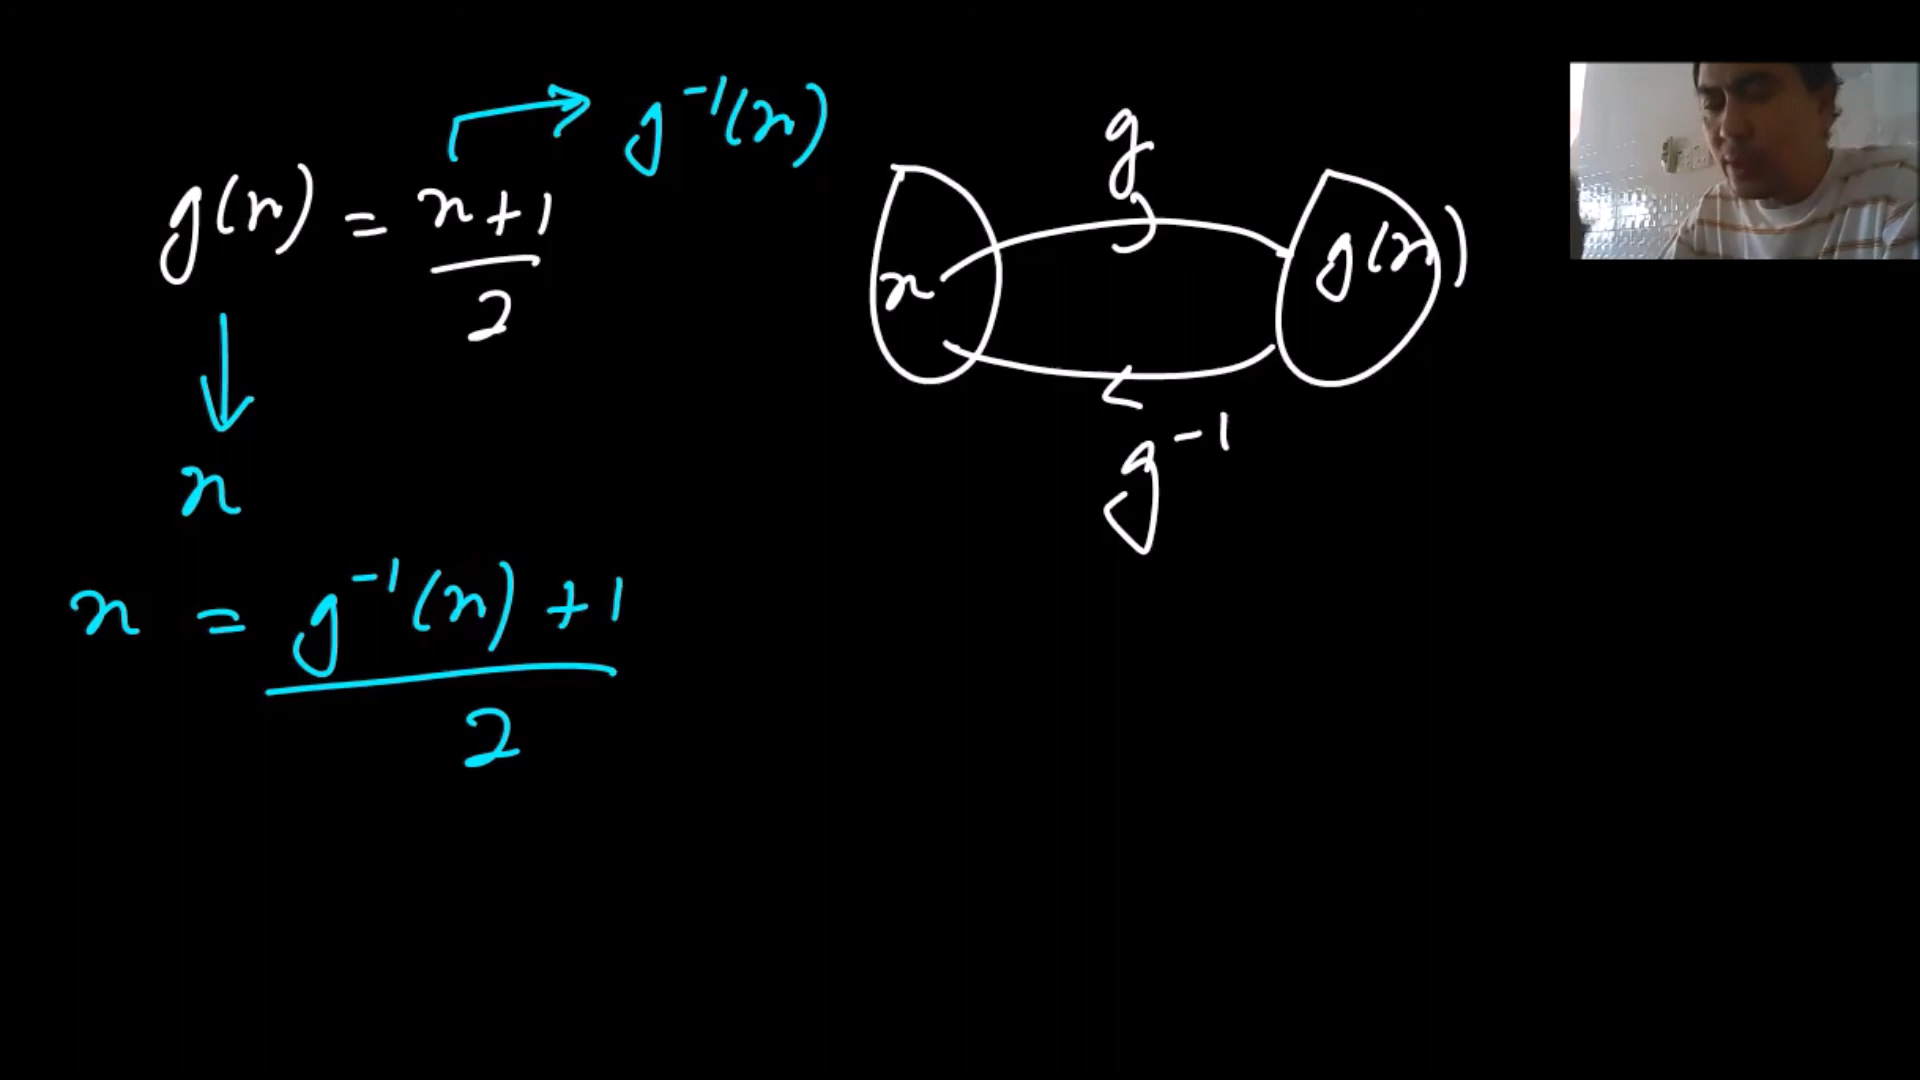 g(x) = x+1/2
→ g⁻¹(x)
↓
x
x = g⁻¹(x) + 1/2
g
x
g(x)
g⁻¹